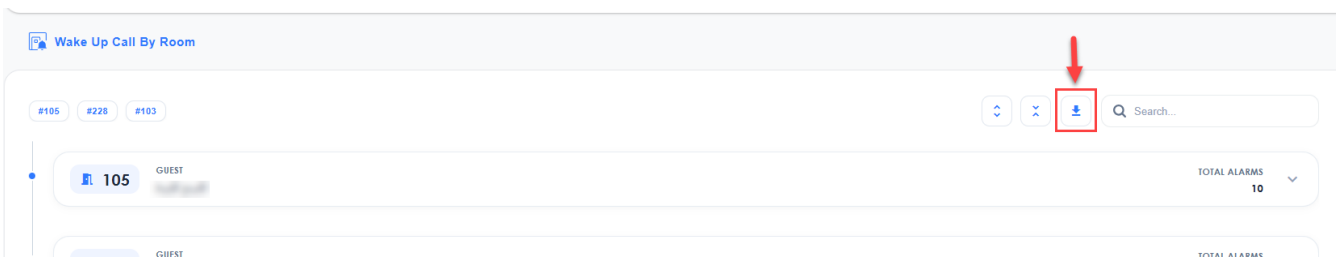 Wake Up Call By Room
#105 #228 #103
Search...
GUEST
105
TOTAL ALARMS
10
GUEST
TOTAL ALARMS